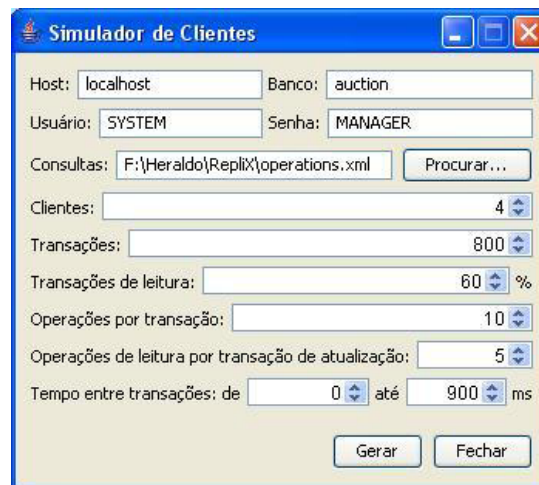 Simulador de Clientes
Host: localhost Banco: auction
Usuário: SYSTEM Senha: MANAGER
Consultas: F:\Heraldo\RepliX\operations.xml Procurar...
Clientes: 4
Transações: 800
Transações de leitura: 60 %
Operações por transação: 10
Operações de leitura por transação de atualização: 5
Tempo entre transações: de 0 até 900 ms
Gerar Fechar